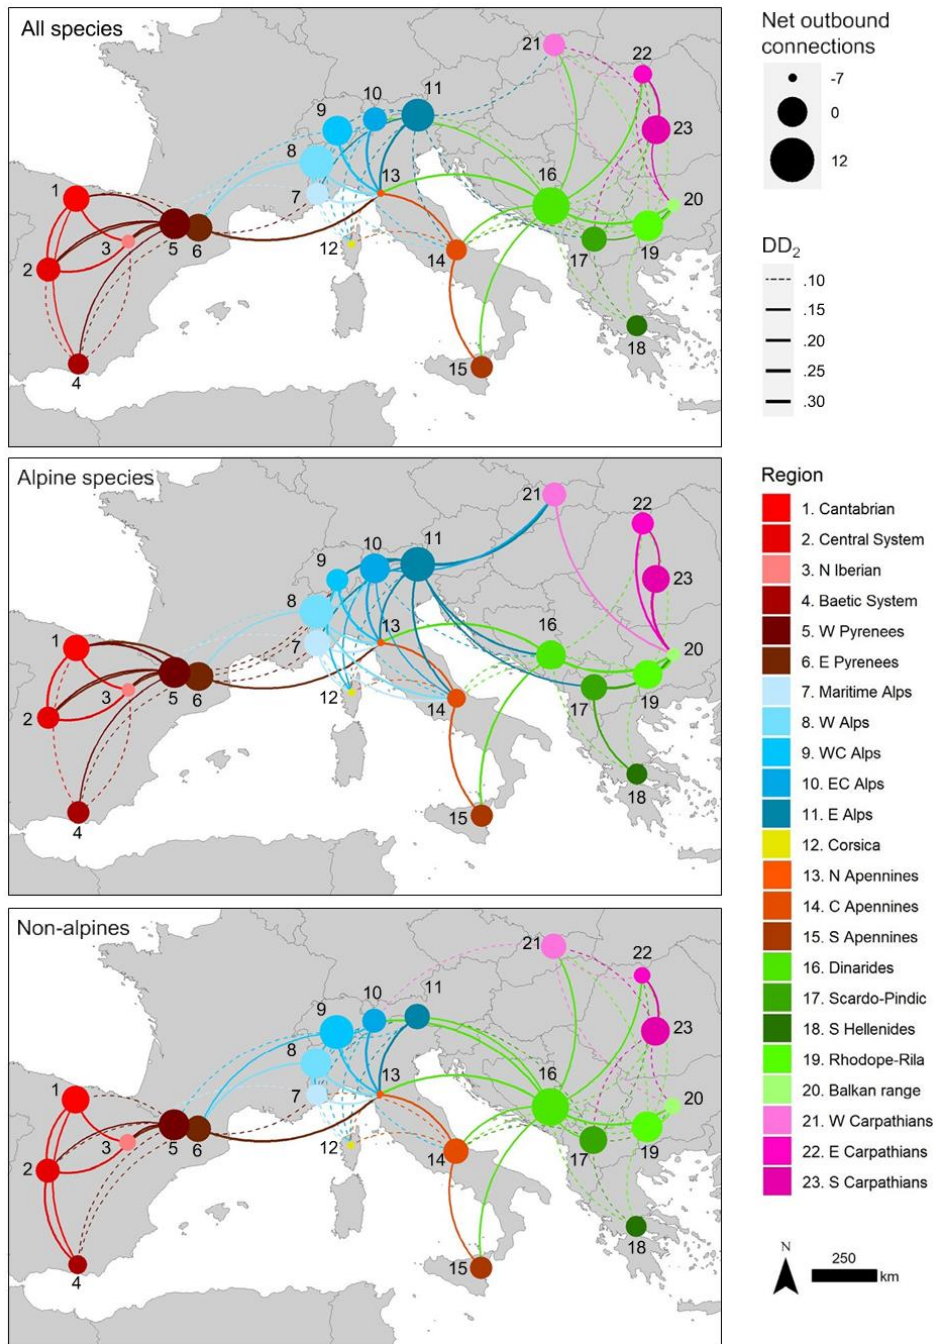 All species
21
22
11
10
9
23
8
13
16
1
7
20
3
5
6
12
14
17
19
2
18
15
4
Net outbound
connections
-7
0
12
DD2
.10
.15
.20
.25
.30
Alpine species
21
22
11
10
9
23
8
13
16
1
7
20
3
5
6
12
14
17
19
2
18
15
4
Region
1. Cantabrian
2. Central System
3. N Iberian
4. Baetic System
5. W Pyrenees
6. E Pyrenees
7. Maritime Alps
8. W Alps
9. WC Alps
10. EC Alps
11. E Alps
12. Corsica
13. N Apennines
14. C Apennines
15. S Apennines
16. Dinarides
17. Scardo-Pindic
18. S Hellenides
19. Rhodope-Rila
20. Balkan range
21. W Carpathians
22. E Carpathians
23. S Carpathians
Non-alpines
21
22
11
10
9
23
8
13
16
1
7
20
3
5
6
12
14
17
19
2
18
15
4
N
250
km